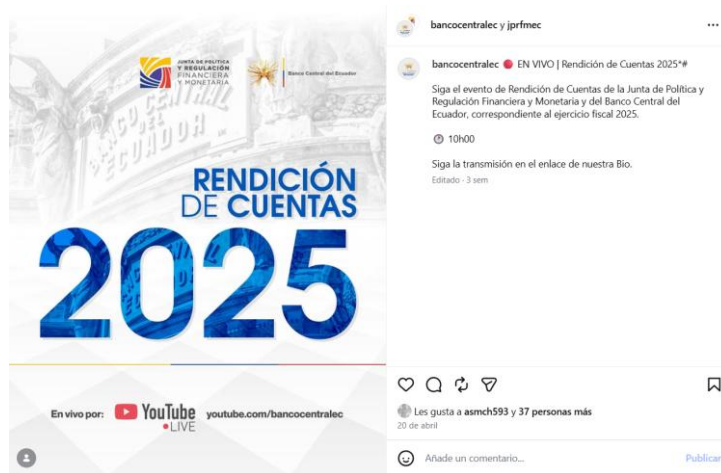 JUNTA DE POLÍTICA
Y REGULACIÓN
FINANCIERA
Y MONETARIA
Banco Central del Ecuador
BANCO CENTRAL
DEL
ECUADOR
RENDICIÓN
DE CUENTAS
2025
En vivo por: YouTube LIVE youtube.com/bancocentralec
bancocentralec y jprfmec
bancocentralec 🔴 EN VIVO | Rendición de Cuentas 2025*#
Siga el evento de Rendición de Cuentas de la Junta de Política y
Regulación Financiera y Monetaria y del Banco Central del
Ecuador, correspondiente al ejercicio fiscal 2025.
🕙 10h00
Siga la transmisión en el enlace de nuestra Bio.
Editado · 3 sem
Les gusta a asmch593 y 37 personas más
20 de abril
Añade un comentario...
Publicar